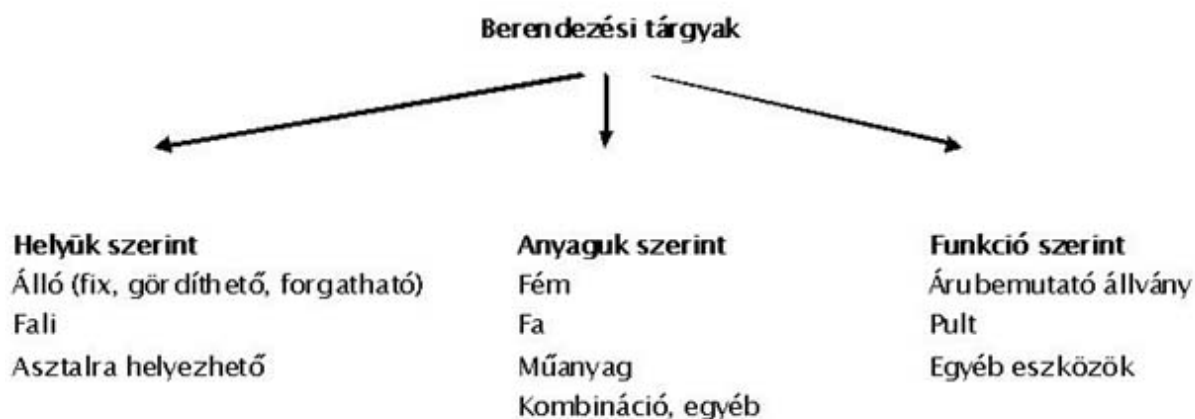 Berendezési tárgyak
Helyük szerint
Álló (fix, gördíthető, forgatható)
Fali
Asztalra helyezhető
Anyaguk szerint
Fém
Fa
Műanyag
Kombináció, egyéb
Funkció szerint
Árubemutató állvány
Pult
Egyéb eszközök